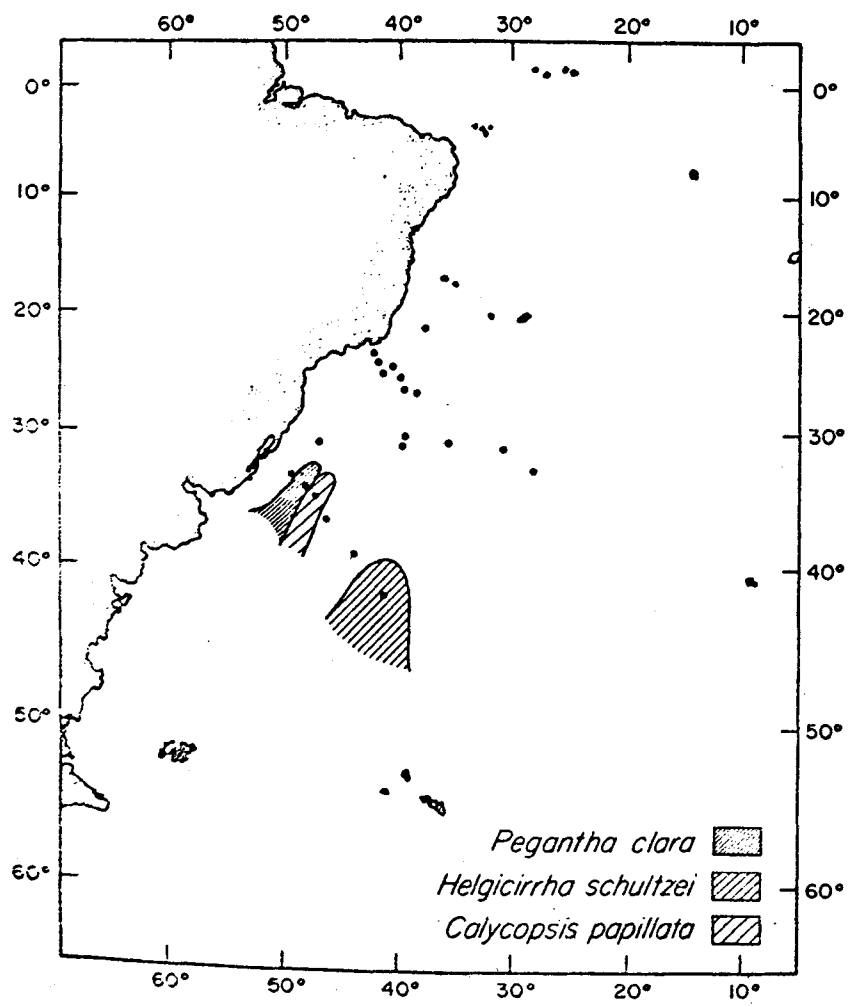 60° 50° 40° 30° 20° 10°
0° 0°
10° 10°
20° 20°
30° 30°
40° 40°
50° 50°
Pegantha clara
Helgicirrha schultzei
60° 60°
Calycopsis papillata
60° 50° 40° 30° 20° 10°